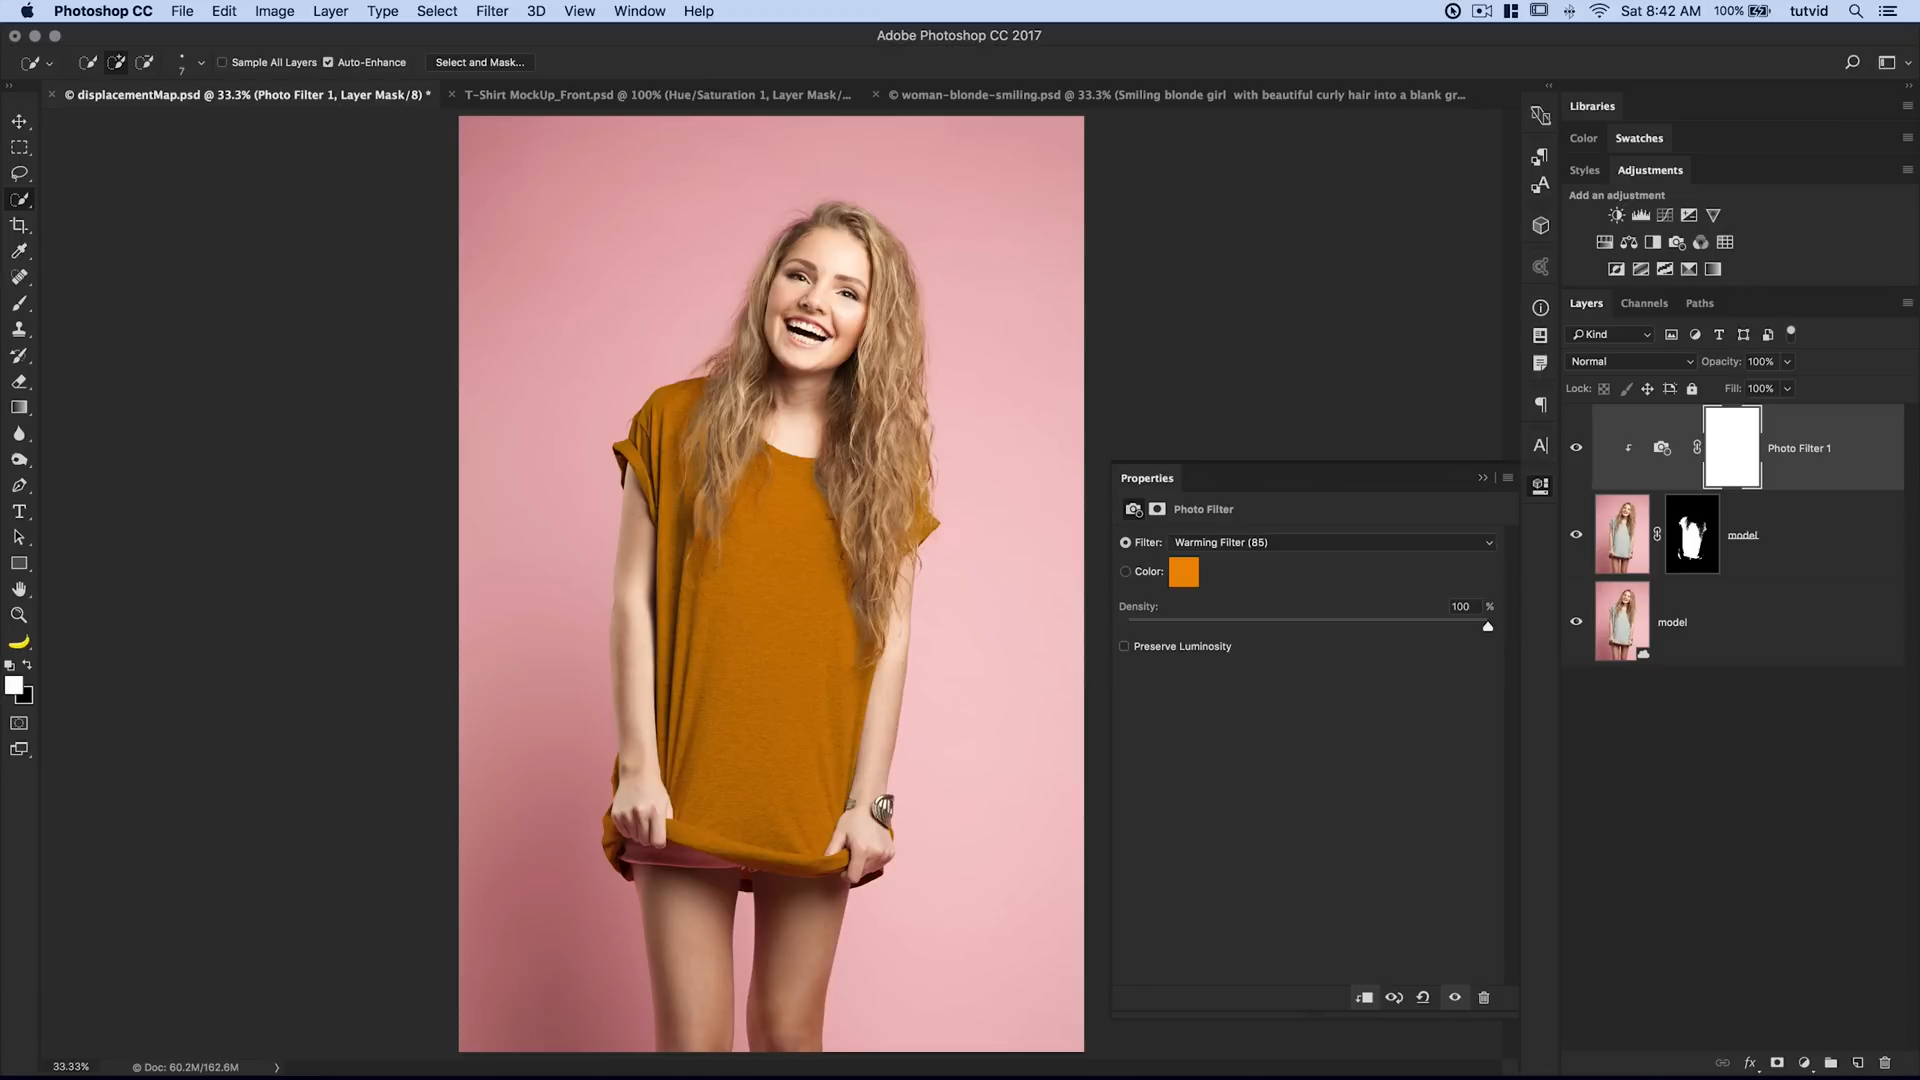 Photoshop CC File Edit Image Layer Type Select Filter 3D View Window Help Sat 8:42 AM 100% tutvid
Adobe Photoshop CC 2017
7 Sample All Layers Auto-Enhance Select and Mask...
© displacementMap.psd @ 33.3% (Photo Filter 1, Layer Mask/8) * T-Shirt MockUp_Front.psd @ 100% (Hue/Saturation 1, Layer Mask/... © woman-blonde-smiling.psd @ 33.3% (Smiling blonde girl with beautiful curly hair into a blank gr...
Libraries
Color Swatches
Styles Adjustments
Add an adjustment
Layers Channels Paths
Kind
Normal Opacity: 100%
Lock: Fill: 100%
Photo Filter 1
model
model
Properties
Photo Filter
Filter: Warming Filter (85)
Color:
Density: 100 %
Preserve Luminosity
33.33% © Doc: 60.2M/162.6M